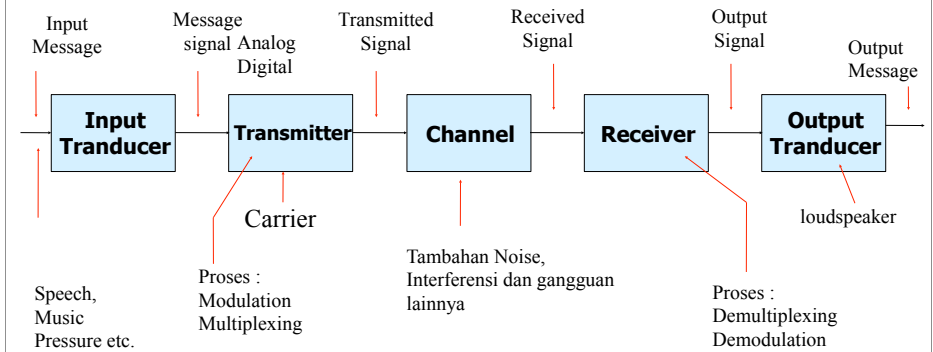 Input
Message
Message
signal
Analog
Digital
Transmitted
Signal
Received
Signal
Output
Signal
Output
Message
Input
Tranducer
Transmitter
Channel
Receiver
Output
Tranducer
Carrier
loudspeaker
Speech,
Music
Pressure etc.
Proses :
Modulation
Multiplexing
Tambahan Noise,
Interferensi dan gangguan
lainnya
Proses :
Demultiplexing
Demodulation